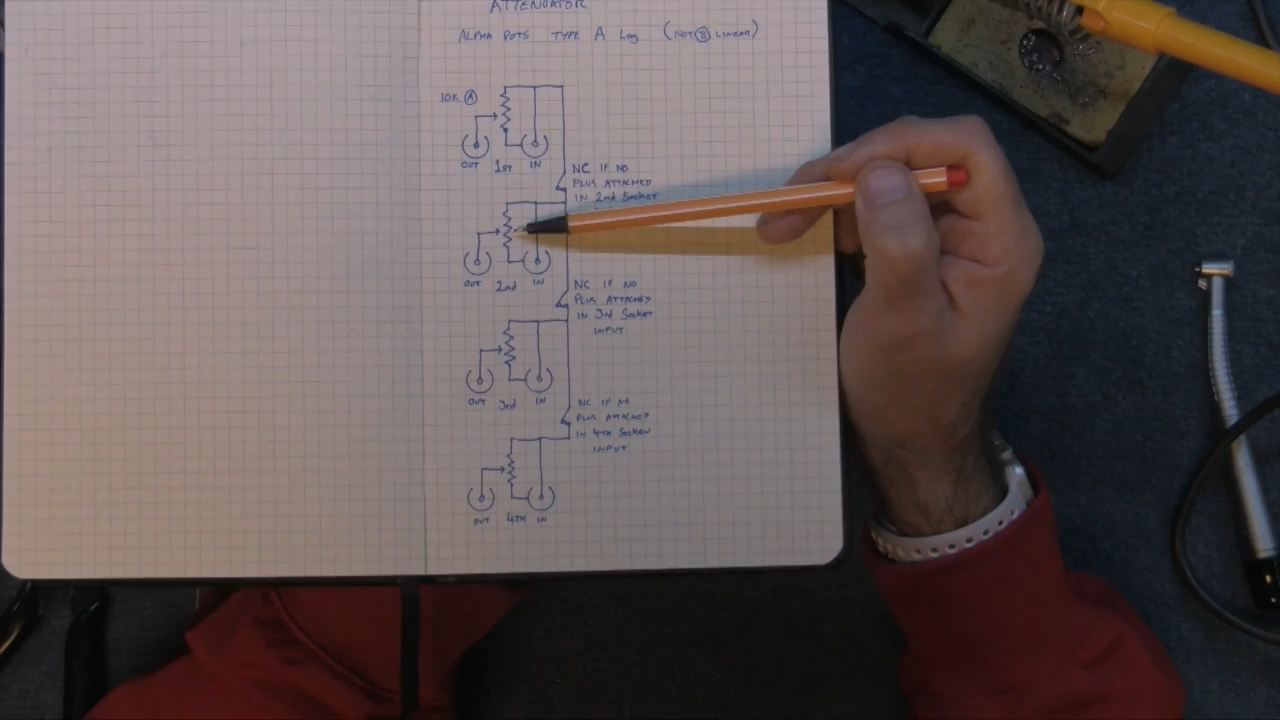 ATTENUATOR
ALPHA POTS TYPE A LOG (NOT B LINEAR)
10K A
OUT 1ST IN
NC IF NO
PLUG ATTACHED
IN 2nd SOCKET
OUT 2nd IN
NC IF NO
PLUG ATTACHED
IN 3rd SOCKET
INPUT
OUT 3rd IN
NC IF NO
PLUG ATTACHED
IN 4TH SOCKET
INPUT
OUT 4TH IN